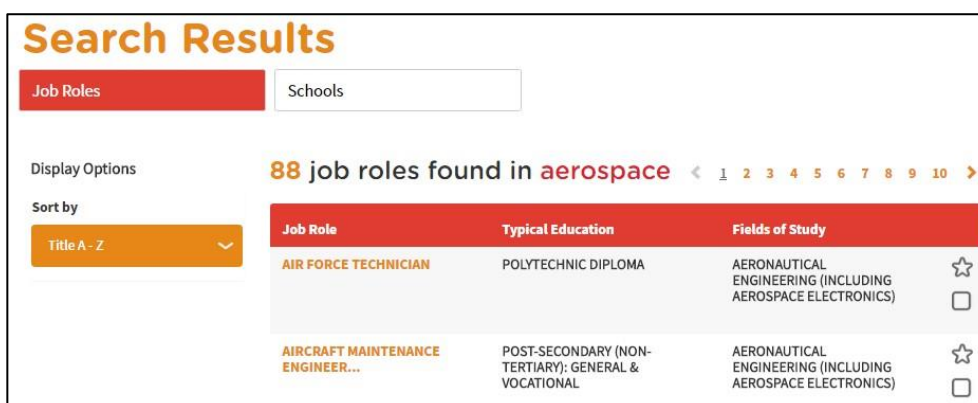 Search Results
Job Roles
Schools
Display Options
88 job roles found in aerospace < 1 2 3 4 5 6 7 8 9 10 >
Sort by
Title A - Z
Job Role Typical Education Fields of Study
AIR FORCE TECHNICIAN
POLYTECHNIC DIPLOMA
AERONAUTICAL
ENGINEERING (INCLUDING
AEROSPACE ELECTRONICS)
AIRCRAFT MAINTENANCE
ENGINEER...
POST-SECONDARY (NON-
TERTIARY): GENERAL &
VOCATIONAL
AERONAUTICAL
ENGINEERING (INCLUDING
AEROSPACE ELECTRONICS)